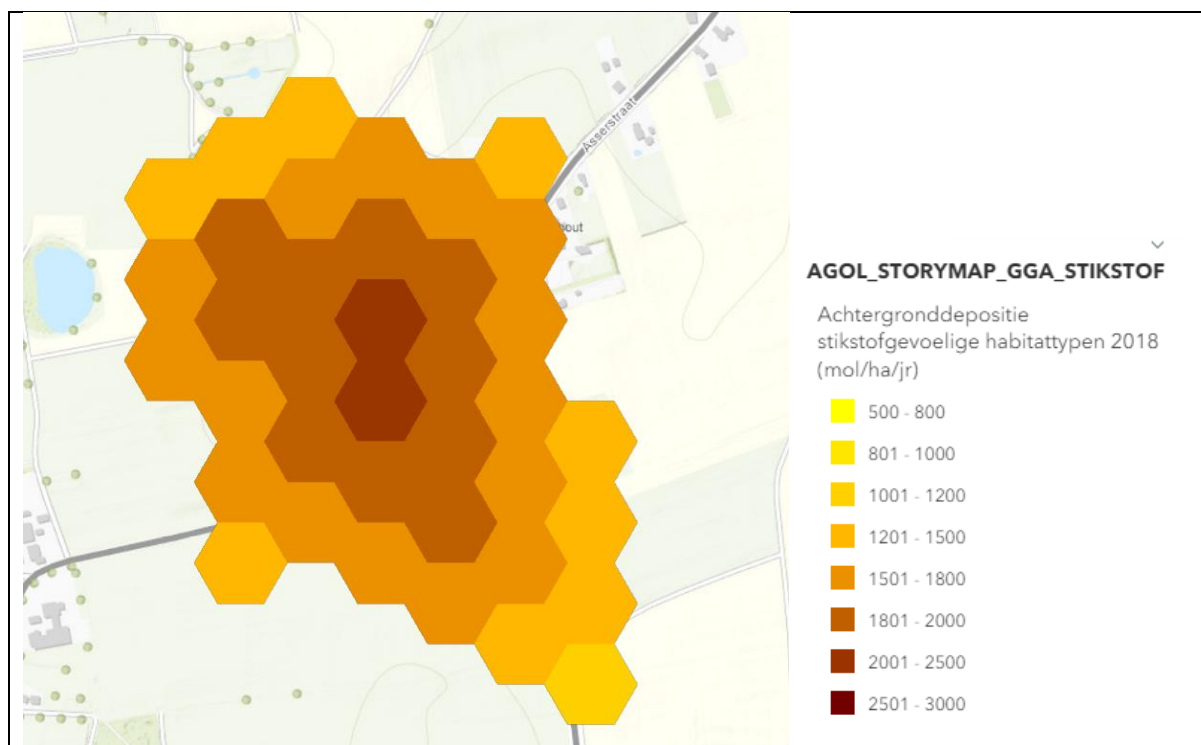 Asserstraat
out
AGOL_STORYMAP_GGA_STIKSTOF
Achtergronddepositie
stikstofgevoelige habitattypen 2018
(mol/ha/jr)
500 - 800
801 - 1000
1001 - 1200
1201 - 1500
1501 - 1800
1801 - 2000
2001 - 2500
2501 - 3000